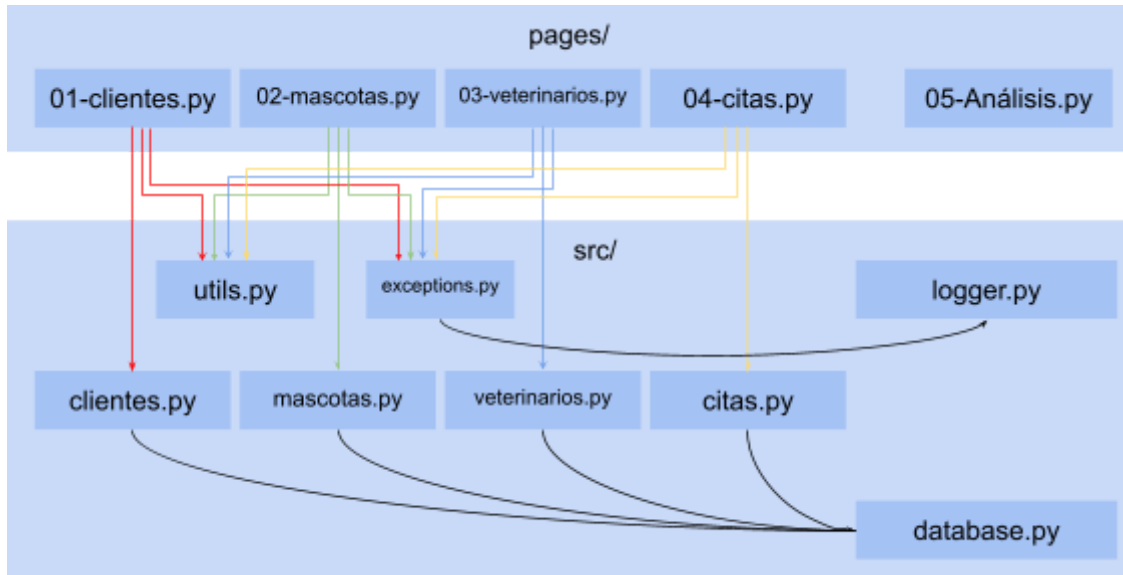 pages/
01-clientes.py
02-mascotas.py
03-veterinarios.py
04-citas.py
05-Análisis.py
src/
utils.py
exceptions.py
logger.py
clientes.py
mascotas.py
veterinarios.py
citas.py
database.py